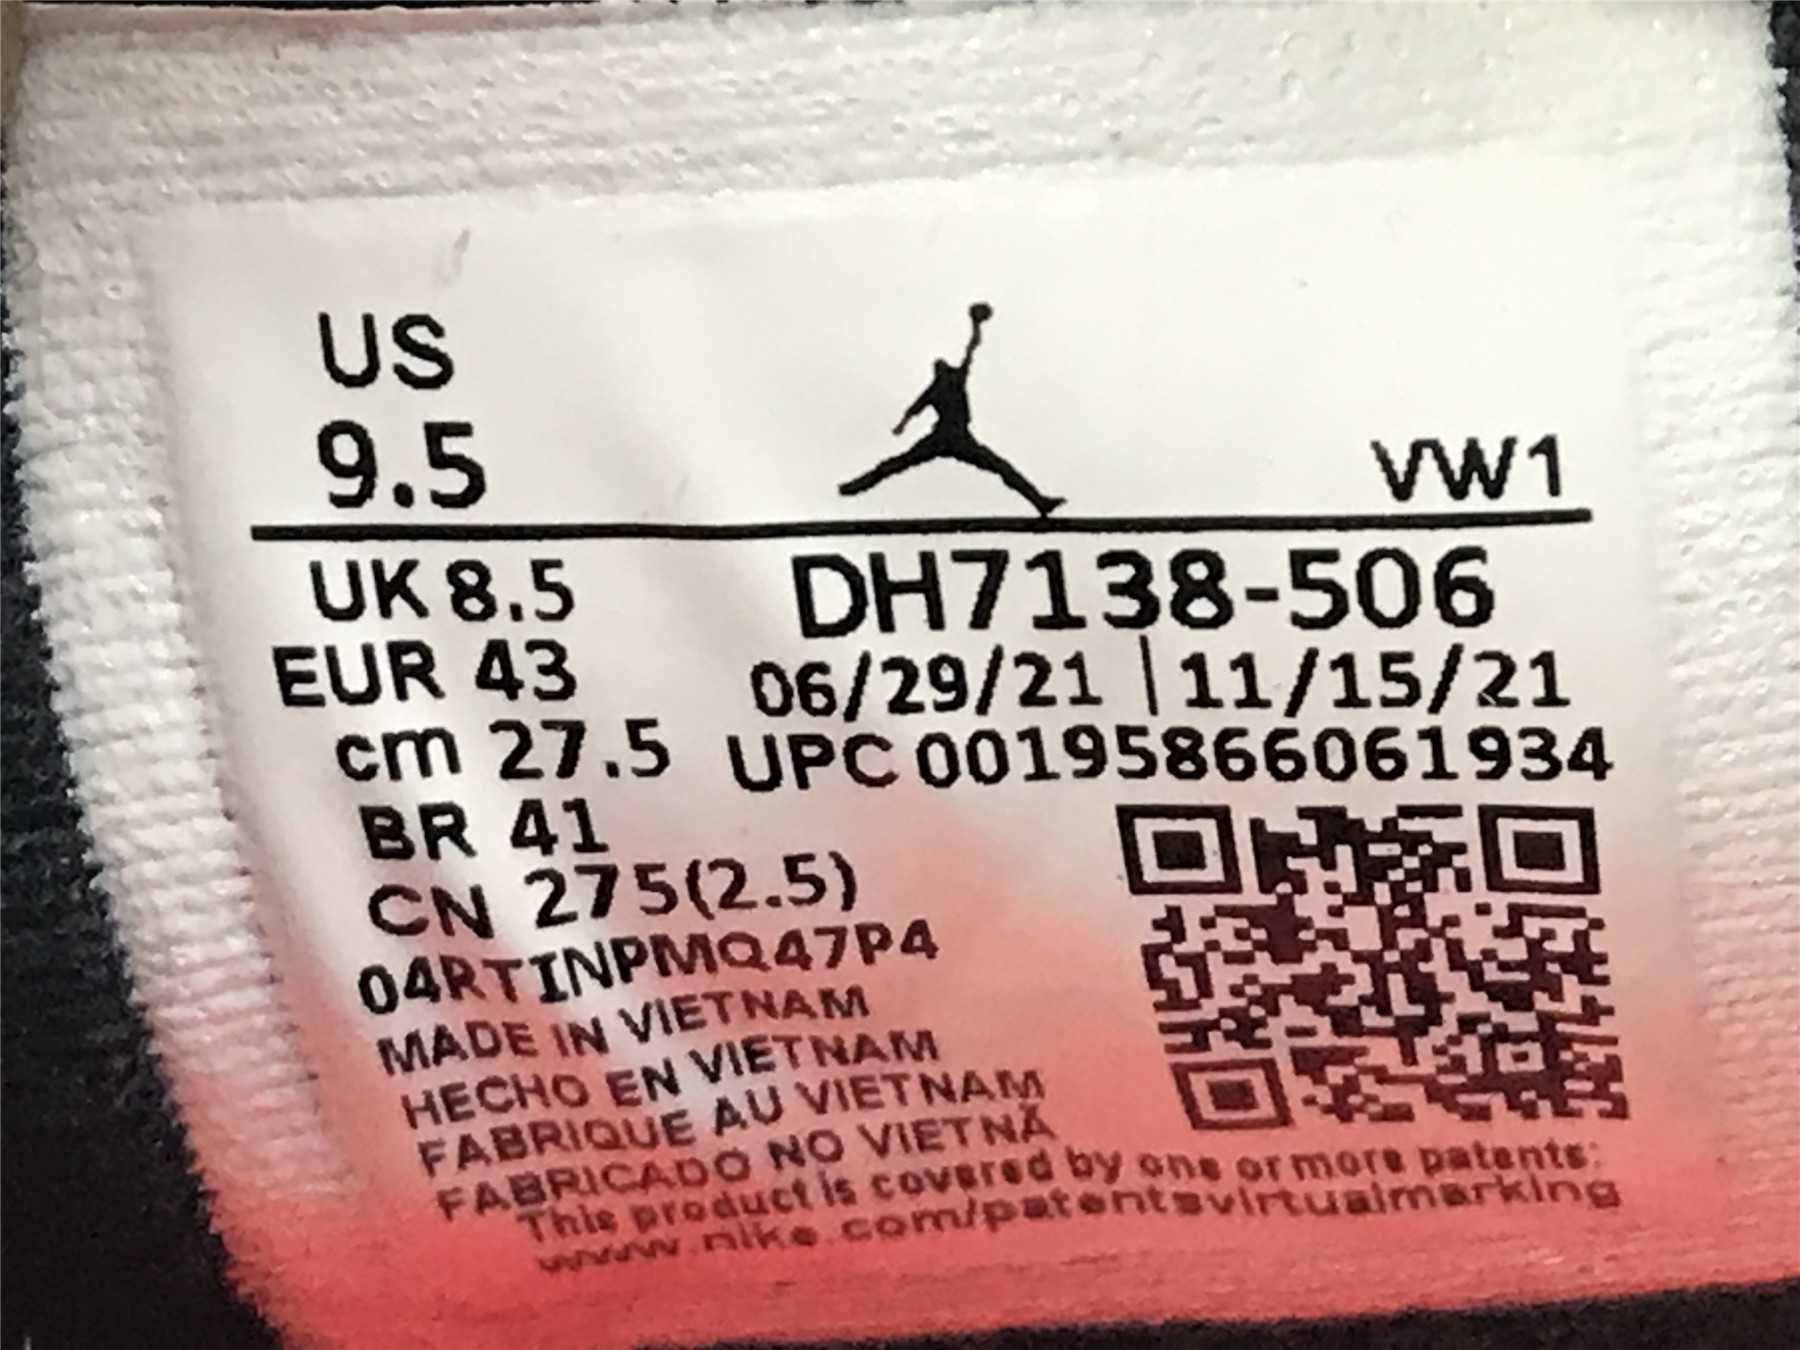 US
9.5
VW1
UK 8.5
DH7138-506
EUR 43
06/29/21 | 11/15/21
cm 27.5
UPC 00195866061934
BR 41
CN 275(2.5)
04RTINPMQ47P4
MADE IN VIETNAM
HECHO EN VIETNAM
FABRIQUE AU VIETNAM
FABRICADO NO VIETNÃ
This product is covered by one or more patents:
www.nike.com/patentsvirtualmarking